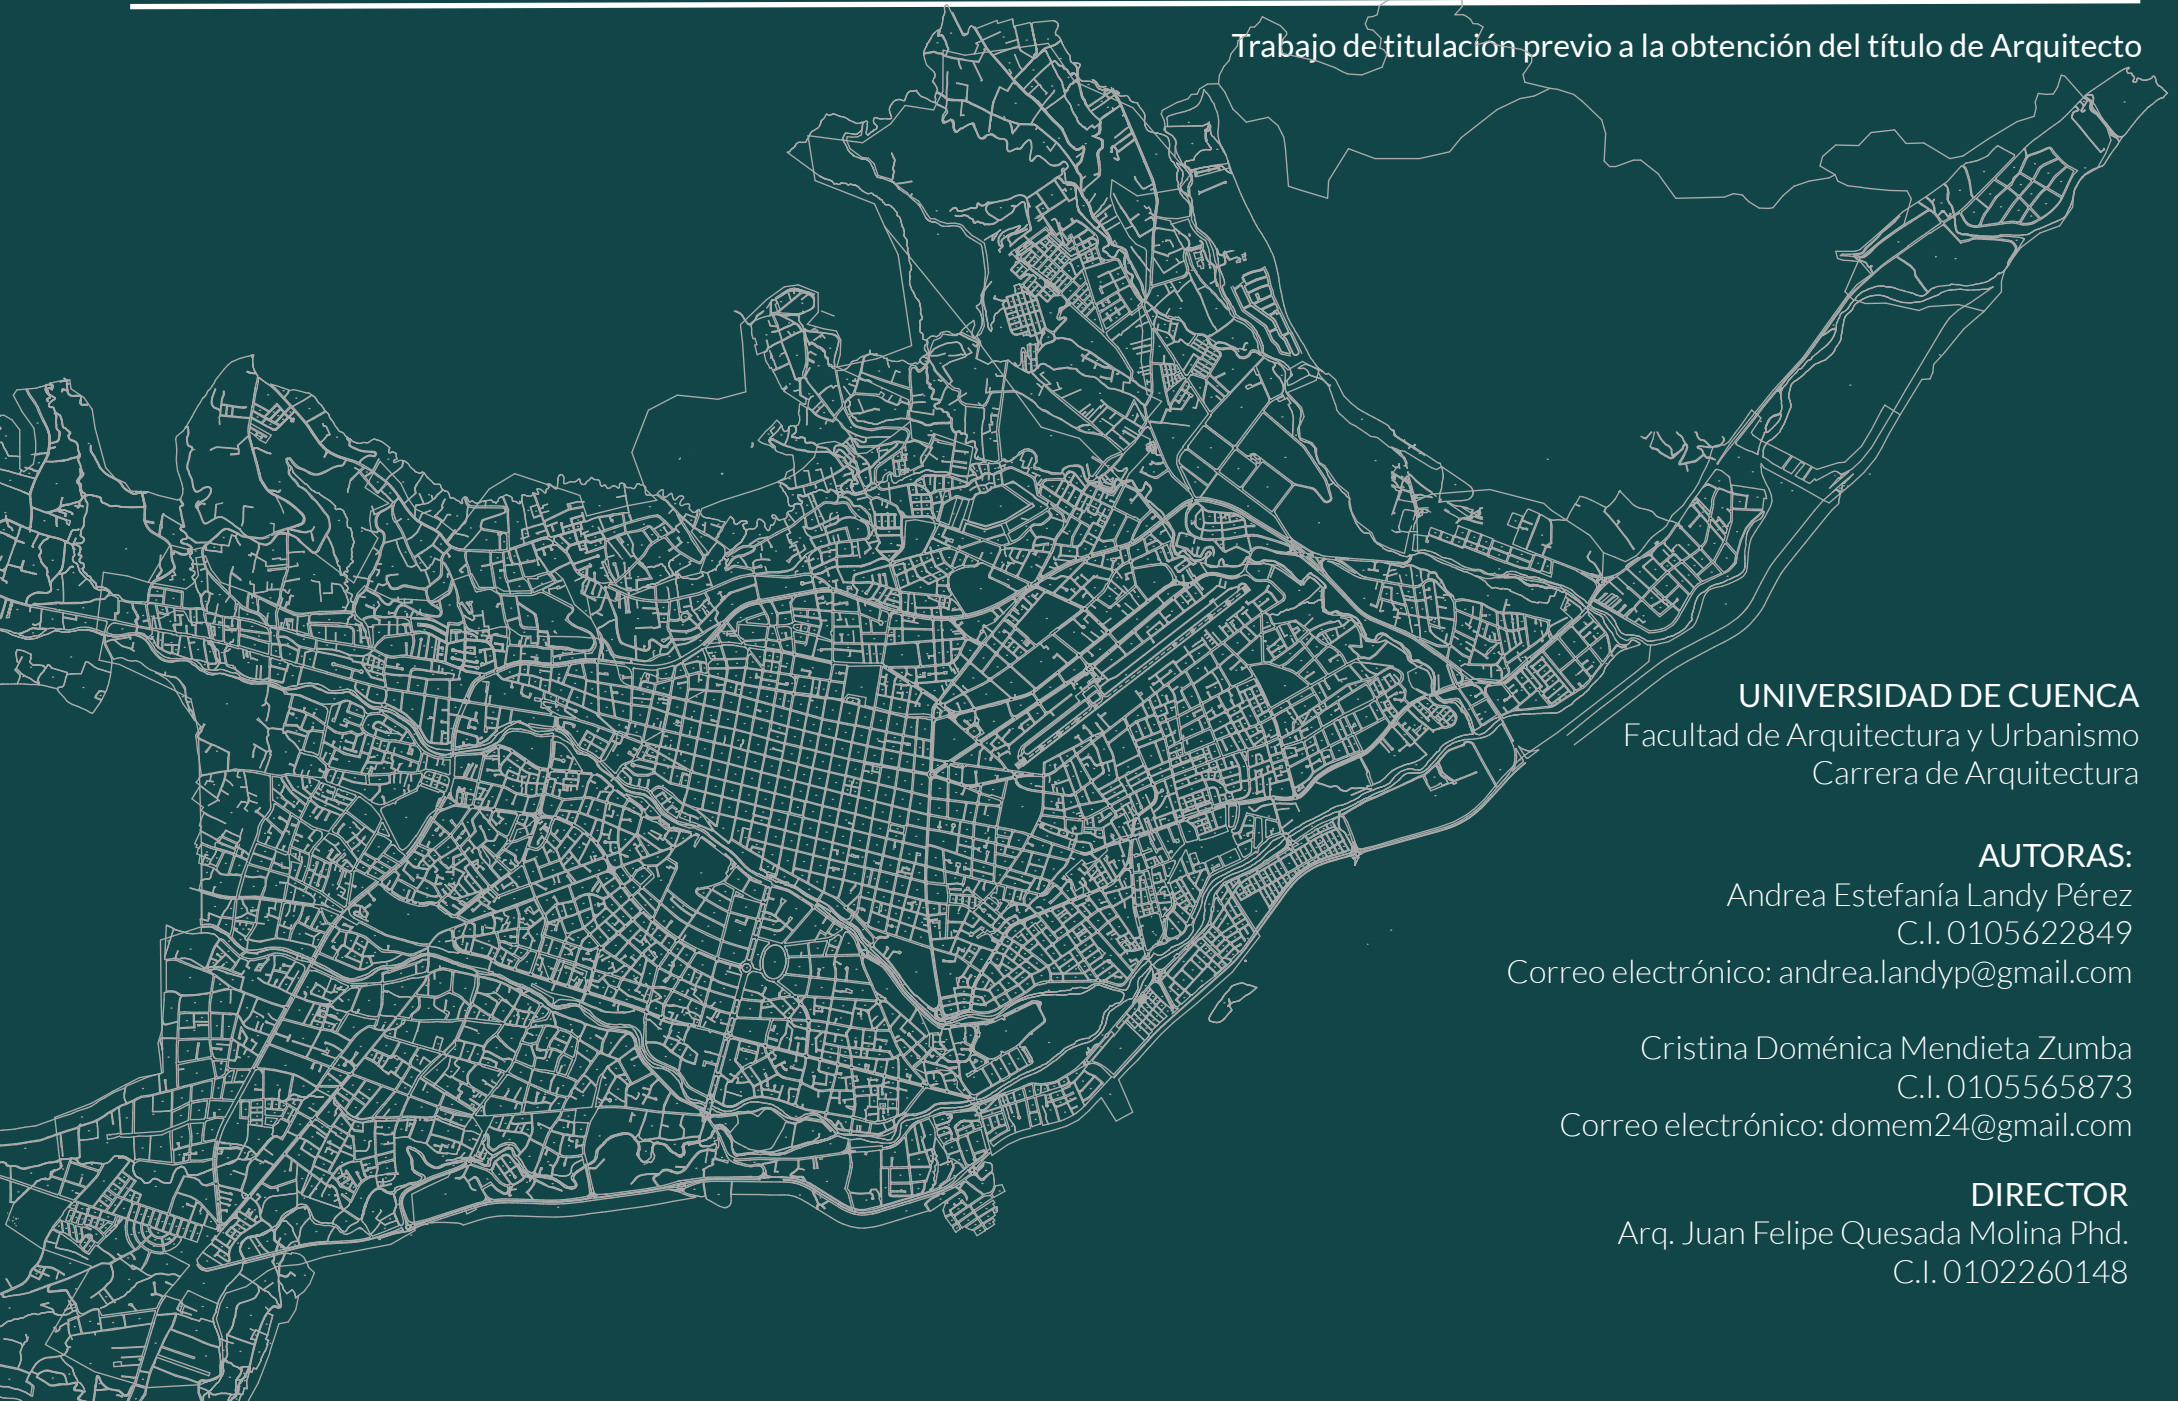 Trabajo de titulación previo a la obtención del título de Arquitecto
UNIVERSIDAD DE CUENCA
Facultad de Arquitectura y Urbanismo
Carrera de Arquitectura
AUTORAS:
Andrea Estefanía Landy Pérez
C.I. 0105622849
Correo electrónico: andrea.landyp@gmail.com
Cristina Doménica Mendieta Zumba
C.I. 0105565873
Correo electrónico: domem24@gmail.com
DIRECTOR
Arq. Juan Felipe Quesada Molina Phd.
C.I. 0102260148